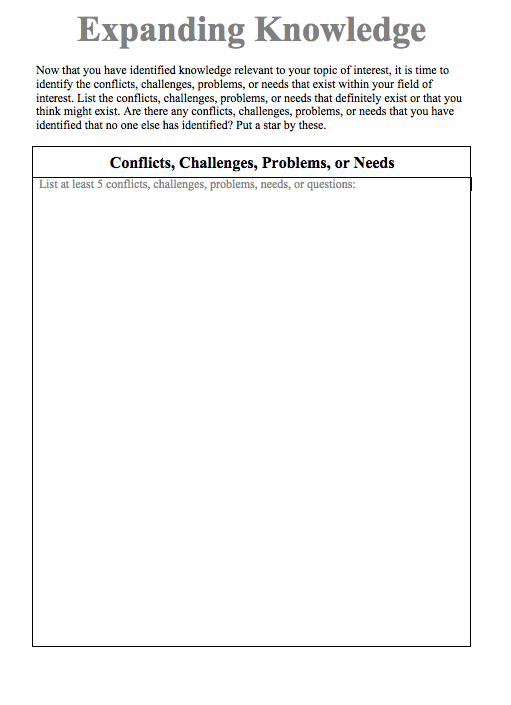 Expanding Knowledge
Now that you have identified knowledge relevant to your topic of interest, it is time to
identify the conflicts, challenges, problems, or needs that exist within your field of
interest. List the conflicts, challenges, problems, or needs that definitely exist or that you
think might exist. Are there any conflicts, challenges, problems, or needs that you have
identified that no one else has identified? Put a star by these.
Conflicts, Challenges, Problems, or Needs
List at least 5 conflicts, challenges, problems, needs, or questions: